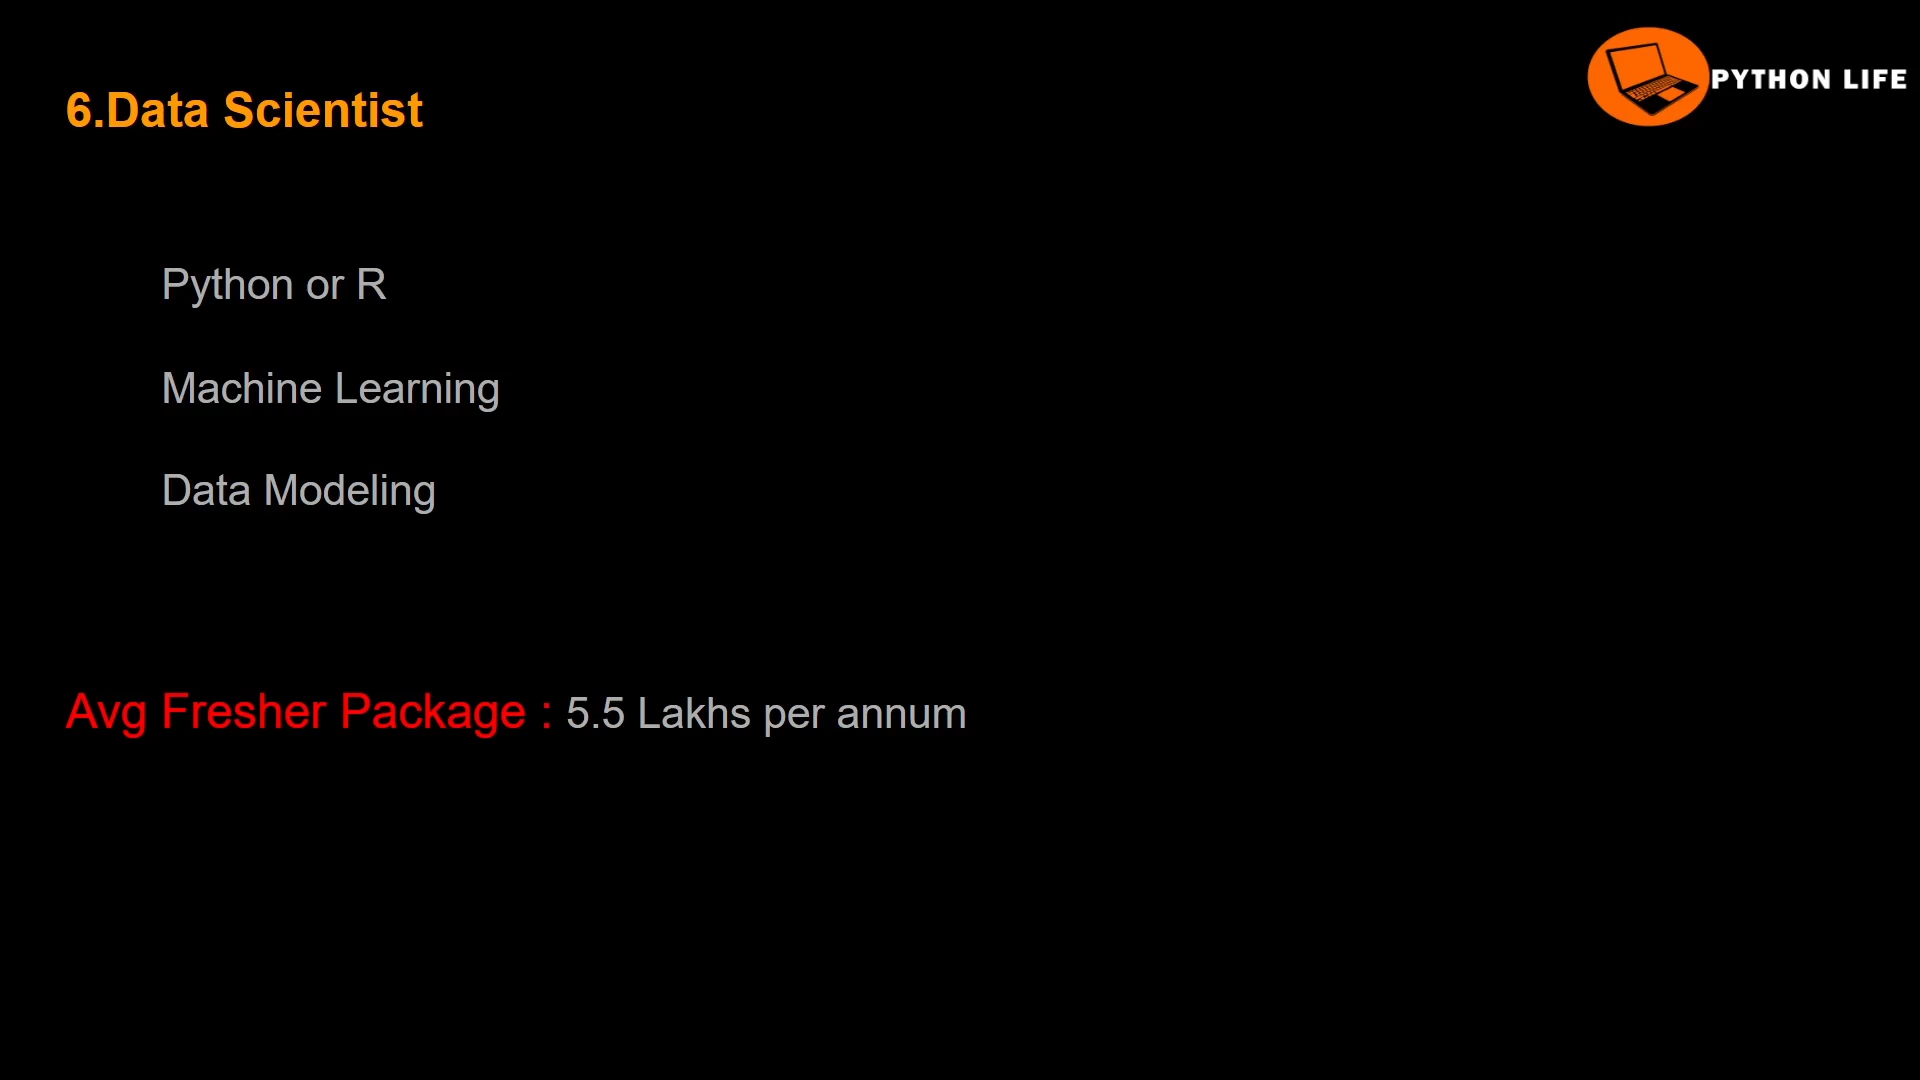 PYTHON LIFE
6.Data Scientist
Python or R
Machine Learning
Data Modeling
Avg Fresher Package : 5.5 Lakhs per annum